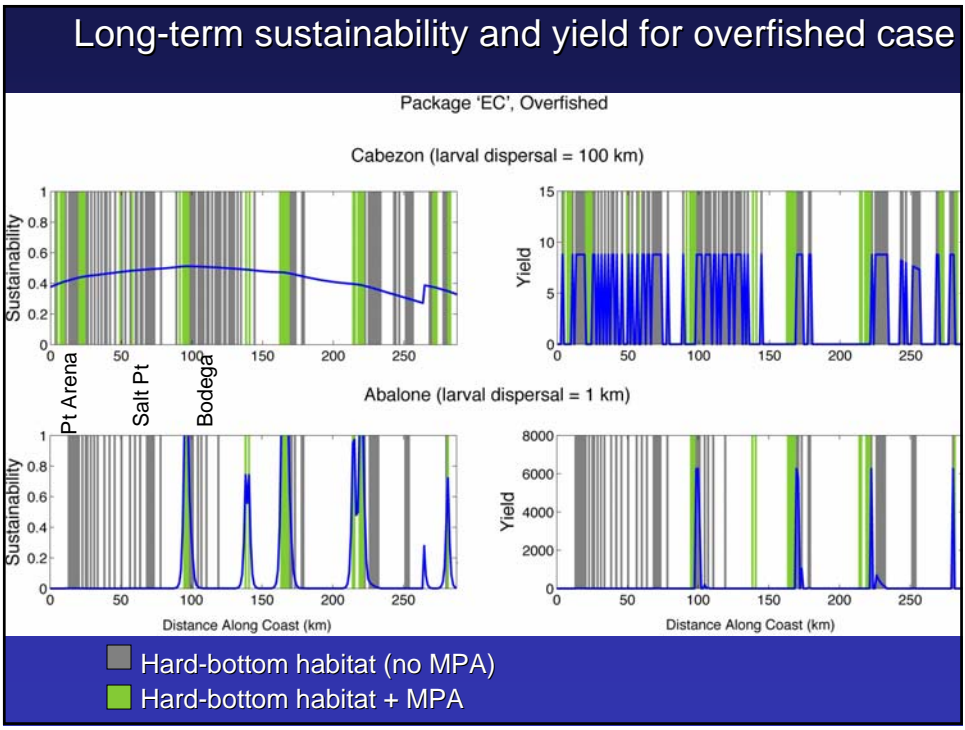 Long-term sustainability and yield for overfished case
Package 'EC', Overfished
Cabezon (larval dispersal = 100 km)
Sustainability
1
0.8
0.6
0.4
0.2
0
0 50 100 150 200 250
Yield
15
10
5
0
0 50 100 150 200 250
Pt Arena
Salt Pt
Bodega
Abalone (larval dispersal = 1 km)
Sustainability
1
0.8
0.6
0.4
0.2
0
0 50 100 150 200 250
Distance Along Coast (km)
Yield
8000
6000
4000
2000
0
0 50 100 150 200 250
Distance Along Coast (km)
Hard-bottom habitat (no MPA)
Hard-bottom habitat + MPA